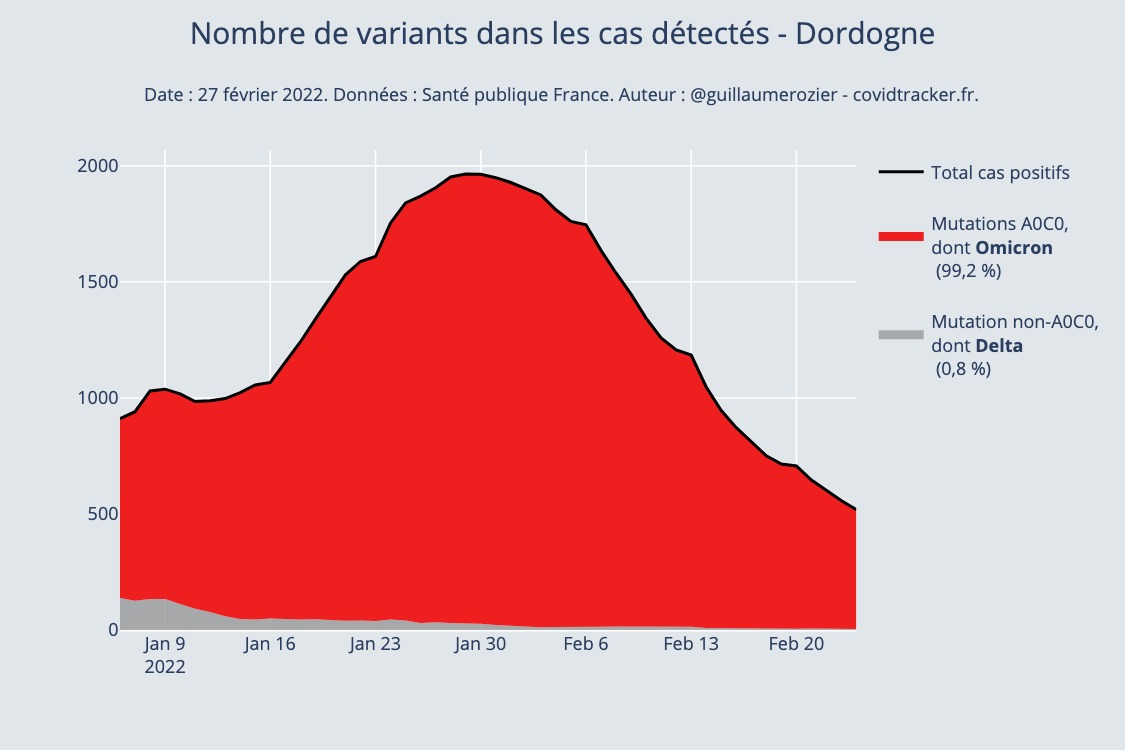 Nombre de variants dans les cas détectés - Dordogne
Date : 27 février 2022. Données : Santé publique France. Auteur : @guillaumerozier - covidtracker.fr.
2000
1500
1000
500
0
Jan 9
2022
Jan 16
Jan 23
Jan 30
Feb 6
Feb 13
Feb 20
Total cas positifs
Mutations A0C0,
dont Omicron
(99,2 %)
Mutation non-A0C0,
dont Delta
(0,8 %)